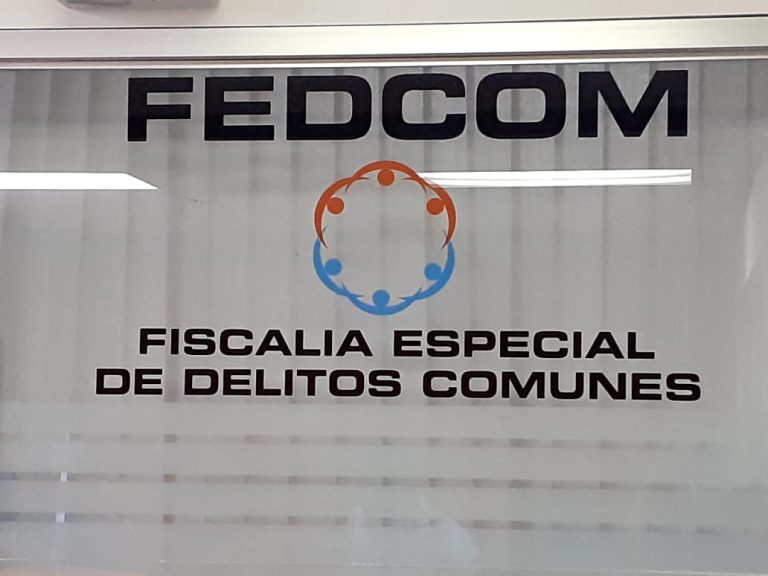 FEDCOM
FISCALIA ESPECIAL
DE DELITOS COMUNES